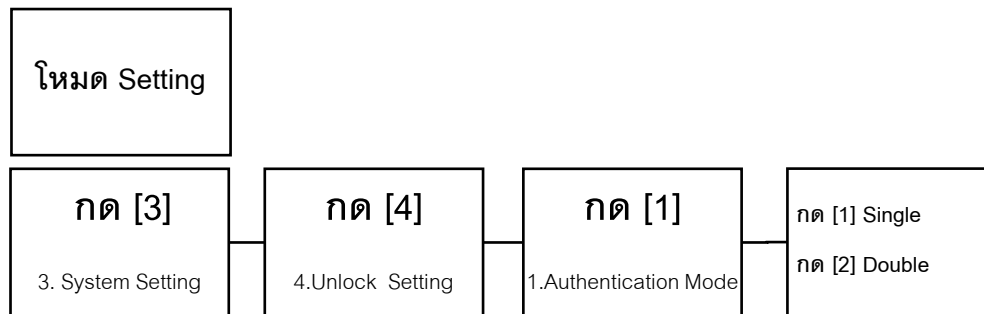 โหมด Setting
กด [3]
3. System Setting
กด [4]
4.Unlock Setting
กด [1]
1.Authentication Mode
กด [1] Single
กด [2] Double